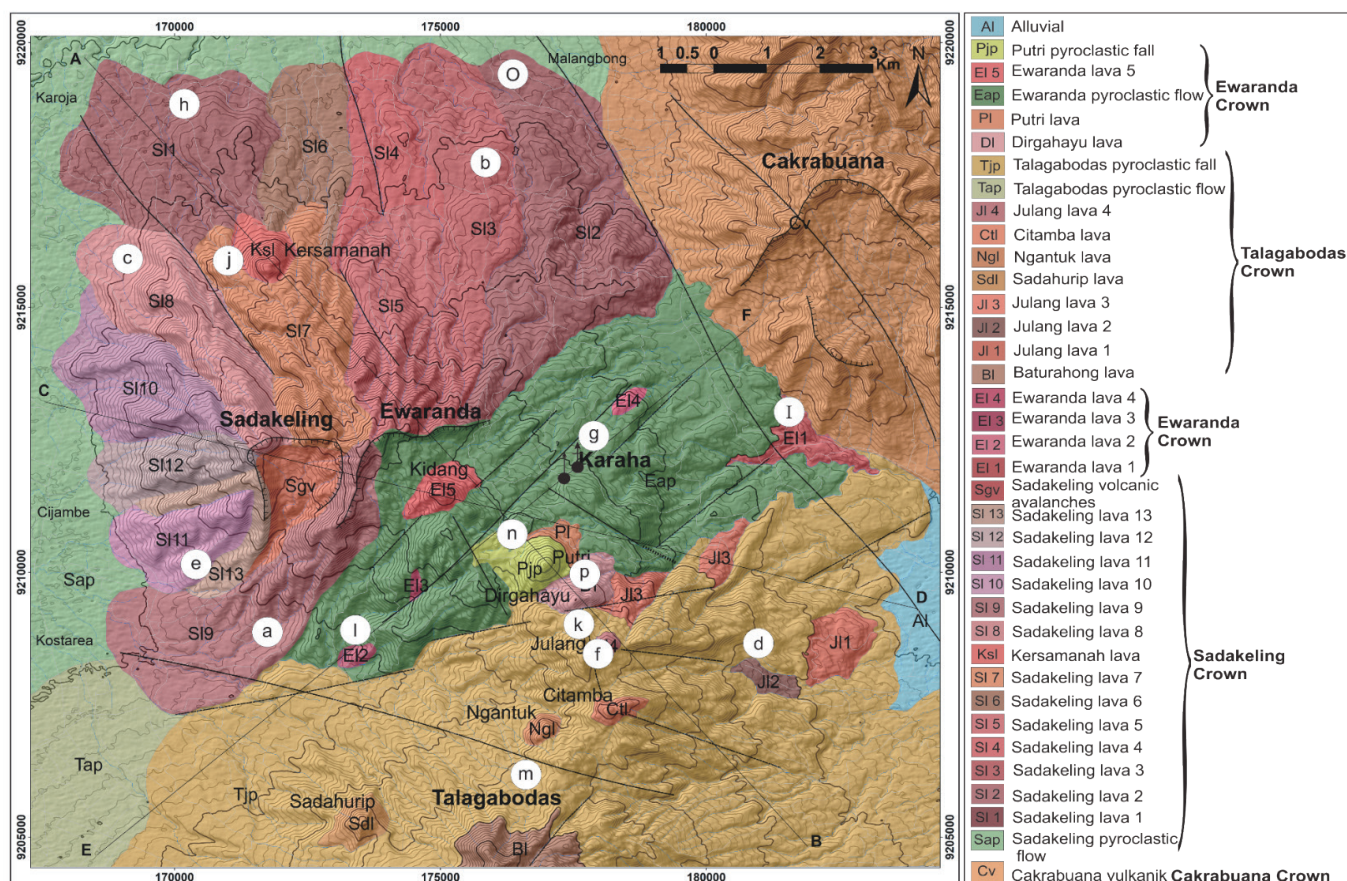 170000 175000 180000
9220000
9215000
9210000
9205000
A
Karoja
h
Sl1
Sl6
Sl4
O
Malangbong
1 0.5 0 1 2 3
Km
N
b
Cakrabuana
Cv
Sl3
Sl2
c
j
Ksl
Kersamanah
Sl8
Sl5
Sl7
F
Sl10
C
Sadakeling
Ewaranda
El4
I
El1
g
Karaha
Sl12
Kidang
El5
Eap
Sgv
Cijambe
Sl11
e
Sl13
n
Pl
Putri
Pjp
p
Dl
Dirgahayu
Jl3
Jl3
Sap
El3
D
Al
Kostarea
Sl9
a
l
El2
k
Julang
4
f
d
Jl1
Jl2
Citamba
Ctl
Ngantuk
Ngl
m
Talagabodas
Tap
Tjp
Sadahurip
Sdl
Bl
E
B
9220000
9215000
9210000
9205000
170000 175000 180000
Al Alluvial
Pjp Putri pyroclastic fall
El 5 Ewaranda lava 5
Eap Ewaranda pyroclastic flow
Pl Putri lava
Dl Dirgahayu lava
Ewaranda
Crown
Tjp Talagabodas pyroclastic fall
Tap Talagabodas pyroclastic flow
Jl 4 Julang lava 4
Ctl Citamba lava
Ngl Ngantuk lava
Sdl Sadahurip lava
Jl 3 Julang lava 3
Jl 2 Julang lava 2
Jl 1 Julang lava 1
Bl Baturahong lava
Talagabodas
Crown
El 4 Ewaranda lava 4
El 3 Ewaranda lava 3
El 2 Ewaranda lava 2
El 1 Ewaranda lava 1
Ewaranda
Crown
Sgv Sadakeling volcanic
avalanches
Sl 13 Sadakeling lava 13
Sl 12 Sadakeling lava 12
Sl 11 Sadakeling lava 11
Sl 10 Sadakeling lava 10
Sl 9 Sadakeling lava 9
Sl 8 Sadakeling lava 8
Ksl Kersamanah lava
Sl 7 Sadakeling lava 7
Sl 6 Sadakeling lava 6
Sl 5 Sadakeling lava 5
Sl 4 Sadakeling lava 4
Sl 3 Sadakeling lava 3
Sl 2 Sadakeling lava 2
Sl 1 Sadakeling lava 1
Sap Sadakeling pyroclastic
flow
Sadakeling
Crown
Cv Cakrabuana vulkanik Cakrabuana Crown